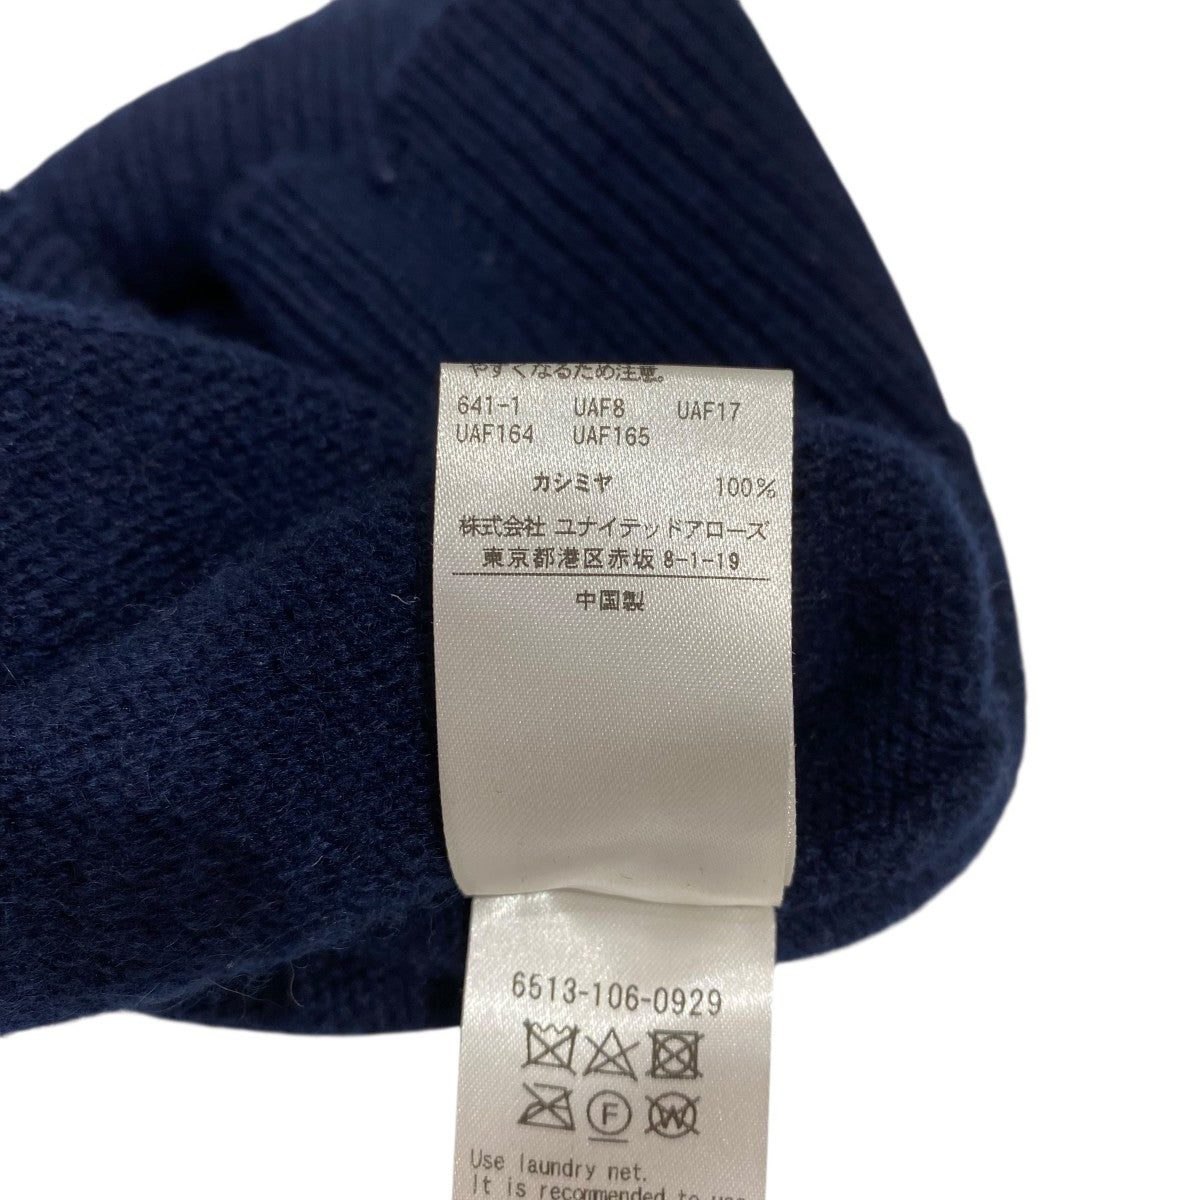 やすくなるため注意。
641-1 UAF8 UAF17
UAF164 UAF165
カシミヤ 100%
株式会社 ユナイテッドアローズ
東京都港区赤坂 8-1-19
中国製
6513-106-0929
F
W
Use laundry net.
It is recommended to use